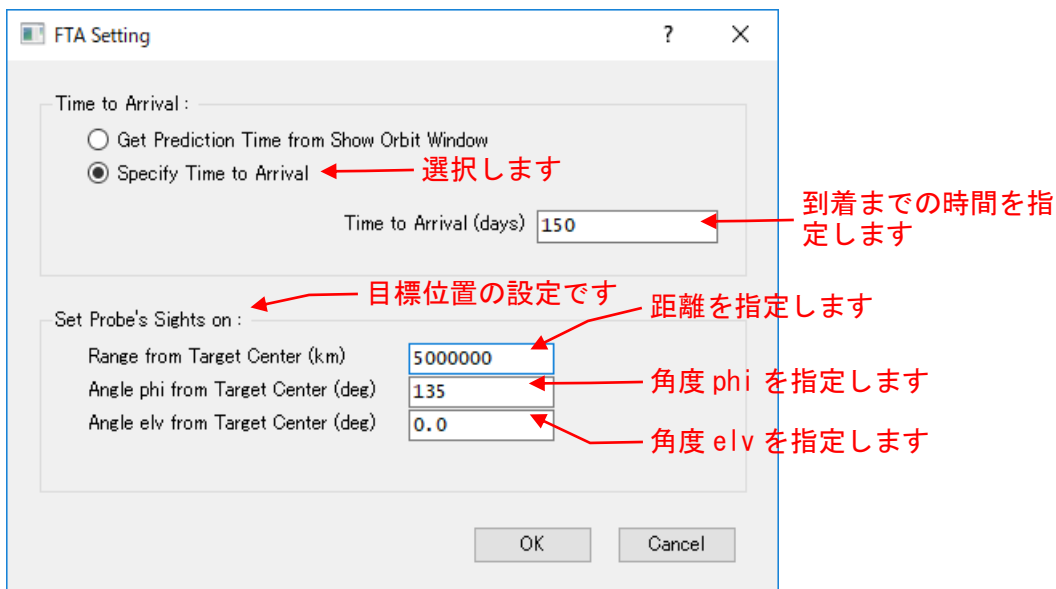 FTA Setting
?
Time to Arrival :
Get Prediction Time from Show Orbit Window
Specify Time to Arrival
選択します
Time to Arrival (days)
150
到着までの時間を指
定します
目標位置の設定です
Set Probe's Sights on :
距離を指定します
Range from Target Center (km)
5000000
Angle phi from Target Center (deg)
135
角度 phi を指定します
Angle elv from Target Center (deg)
0.0
角度 elv を指定します
OK
Cancel